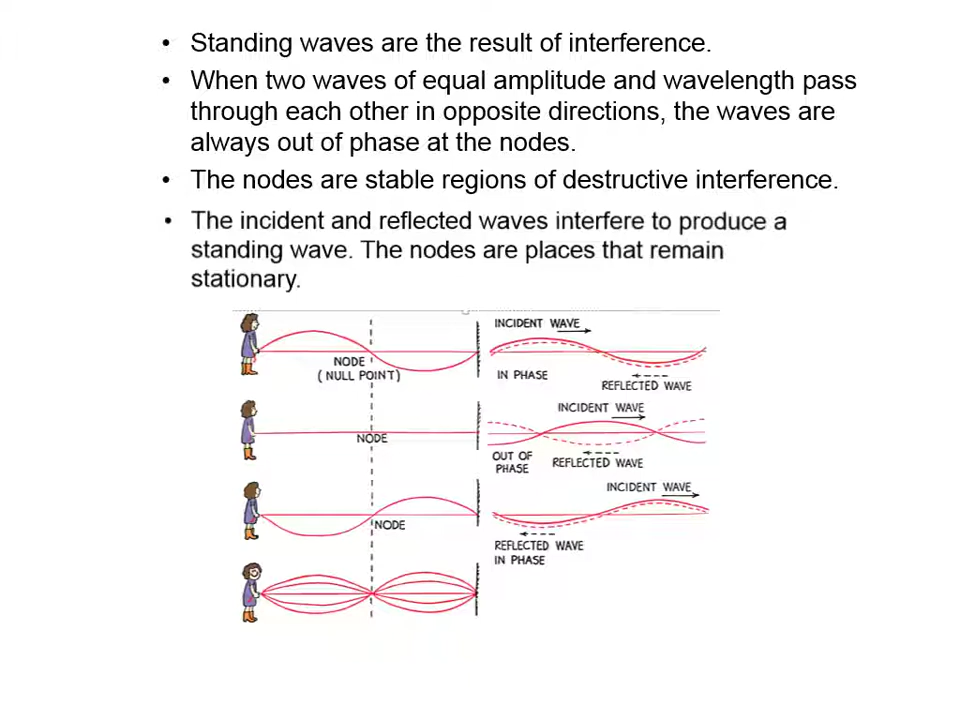 • Standing waves are the result of interference.
• When two waves of equal amplitude and wavelength pass
through each other in opposite directions, the waves are
always out of phase at the nodes.
• The nodes are stable regions of destructive interference.
• The incident and reflected waves interfere to produce a
standing wave. The nodes are places that remain
stationary.
INCIDENT WAVE
NODE
(NULL POINT)
IN PHASE
REFLECTED WAVE
INCIDENT WAVE
NODE
OUT OF
PHASE
REFLECTED WAVE
INCIDENT WAVE
NODE
REFLECTED WAVE
IN PHASE